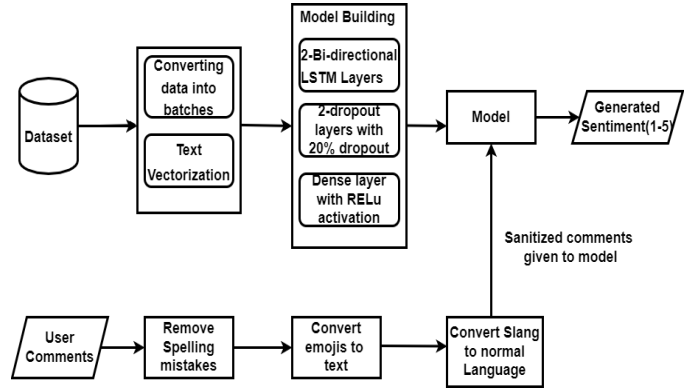 Model Building
2-Bi-directional
LSTM Layers
Converting
data into
batches
Dataset
2-dropout
layers with
20% dropout
Text
Vectorization
Dense layer
with RELu
activation
Model
Generated
Sentiment(1-5)
Sanitized comments
given to model
User
Comments
Remove
Spelling
mistakes
Convert
emojis to
text
Convert Slang
to normal
Language